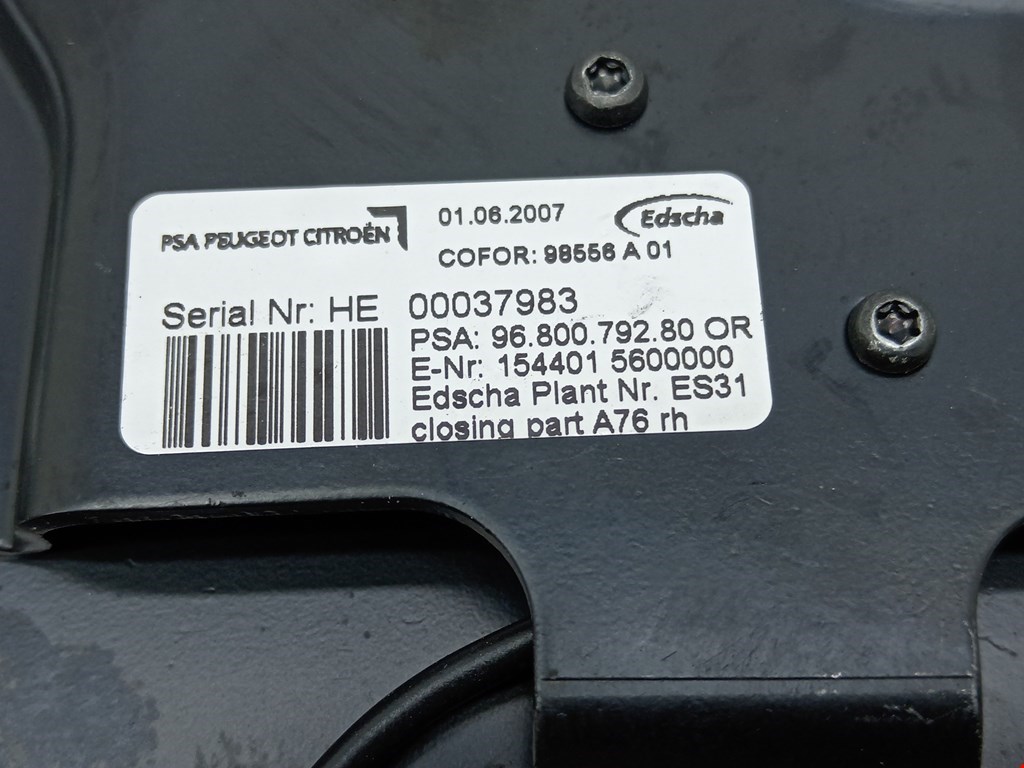 PSA PEUGEOT CITROËN
01.06.2007
Edscha
COFOR: 98556 A 01
Serial Nr: HE 00037983
PSA: 96.800.792.80 OR
E-Nr: 154401 5600000
Edscha Plant Nr. ES31
closing part A76 rh